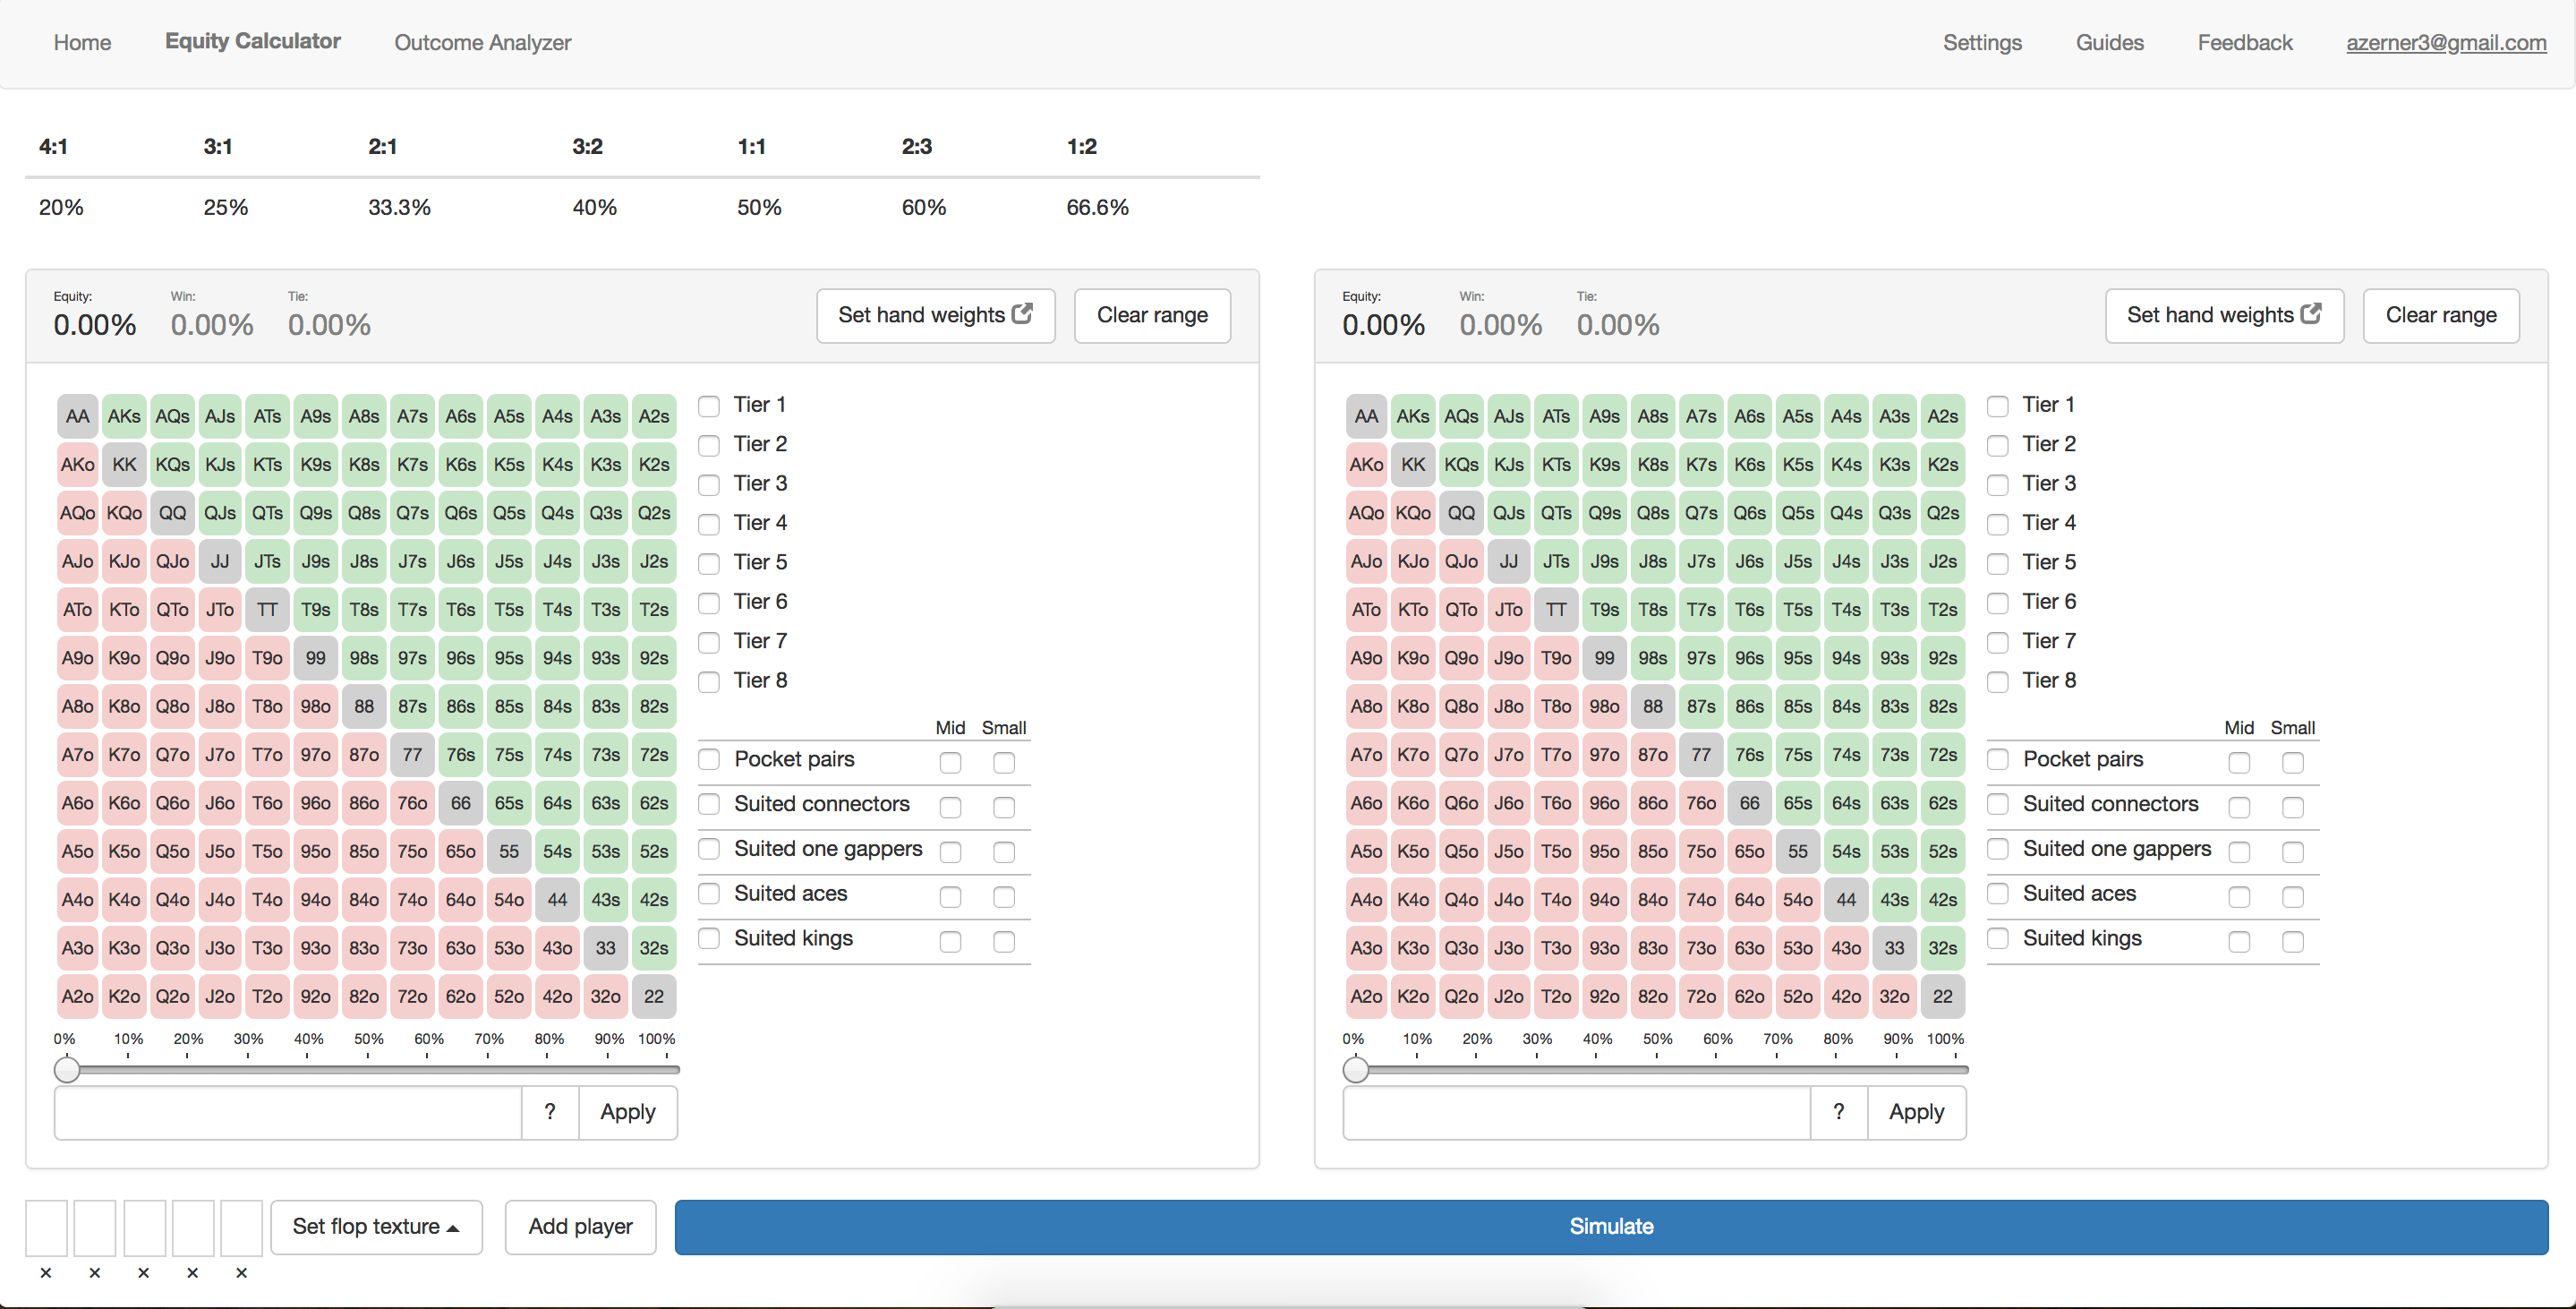 Home Equity Calculator Outcome Analyzer Settings Guides Feedback azerner3@gmail.com
4:1 3:1 2:1 3:2 1:1 2:3 1:2
20% 25% 33.3% 40% 50% 60% 66.6%
Equity: Win: Tie:
0.00% 0.00% 0.00%
Set hand weights Clear range
AA AKs AQs AJs ATs A9s A8s A7s A6s A5s A4s A3s A2s
AKo KK KQs KJs KTs K9s K8s K7s K6s K5s K4s K3s K2s
AQo KQo QQ QJs QTs Q9s Q8s Q7s Q6s Q5s Q4s Q3s Q2s
AJo KJo QJo JJ JTs J9s J8s J7s J6s J5s J4s J3s J2s
ATo KTo QTo JTo TT T9s T8s T7s T6s T5s T4s T3s T2s
A9o K9o Q9o J9o T9o 99 98s 97s 96s 95s 94s 93s 92s
A8o K8o Q8o J8o T8o 98o 88 87s 86s 85s 84s 83s 82s
A7o K7o Q7o J7o T7o 97o 87o 77 76s 75s 74s 73s 72s
A6o K6o Q6o J6o T6o 96o 86o 76o 66 65s 64s 63s 62s
A5o K5o Q5o J5o T5o 95o 85o 75o 65o 55 54s 53s 52s
A4o K4o Q4o J4o T4o 94o 84o 74o 64o 54o 44 43s 42s
A3o K3o Q3o J3o T3o 93o 83o 73o 63o 53o 43o 33 32s
A2o K2o Q2o J2o T2o 92o 82o 72o 62o 52o 42o 32o 22
0% 10% 20% 30% 40% 50% 60% 70% 80% 90% 100%
? Apply
Tier 1
Tier 2
Tier 3
Tier 4
Tier 5
Tier 6
Tier 7
Tier 8
Mid Small
Pocket pairs
Suited connectors
Suited one gappers
Suited aces
Suited kings
Equity: Win: Tie:
0.00% 0.00% 0.00%
Set hand weights Clear range
AA AKs AQs AJs ATs A9s A8s A7s A6s A5s A4s A3s A2s
AKo KK KQs KJs KTs K9s K8s K7s K6s K5s K4s K3s K2s
AQo KQo QQ QJs QTs Q9s Q8s Q7s Q6s Q5s Q4s Q3s Q2s
AJo KJo QJo JJ JTs J9s J8s J7s J6s J5s J4s J3s J2s
ATo KTo QTo JTo TT T9s T8s T7s T6s T5s T4s T3s T2s
A9o K9o Q9o J9o T9o 99 98s 97s 96s 95s 94s 93s 92s
A8o K8o Q8o J8o T8o 98o 88 87s 86s 85s 84s 83s 82s
A7o K7o Q7o J7o T7o 97o 87o 77 76s 75s 74s 73s 72s
A6o K6o Q6o J6o T6o 96o 86o 76o 66 65s 64s 63s 62s
A5o K5o Q5o J5o T5o 95o 85o 75o 65o 55 54s 53s 52s
A4o K4o Q4o J4o T4o 94o 84o 74o 64o 54o 44 43s 42s
A3o K3o Q3o J3o T3o 93o 83o 73o 63o 53o 43o 33 32s
A2o K2o Q2o J2o T2o 92o 82o 72o 62o 52o 42o 32o 22
0% 10% 20% 30% 40% 50% 60% 70% 80% 90% 100%
? Apply
Tier 1
Tier 2
Tier 3
Tier 4
Tier 5
Tier 6
Tier 7
Tier 8
Mid Small
Pocket pairs
Suited connectors
Suited one gappers
Suited aces
Suited kings
Set flop texture Add player Simulate
× × × × ×